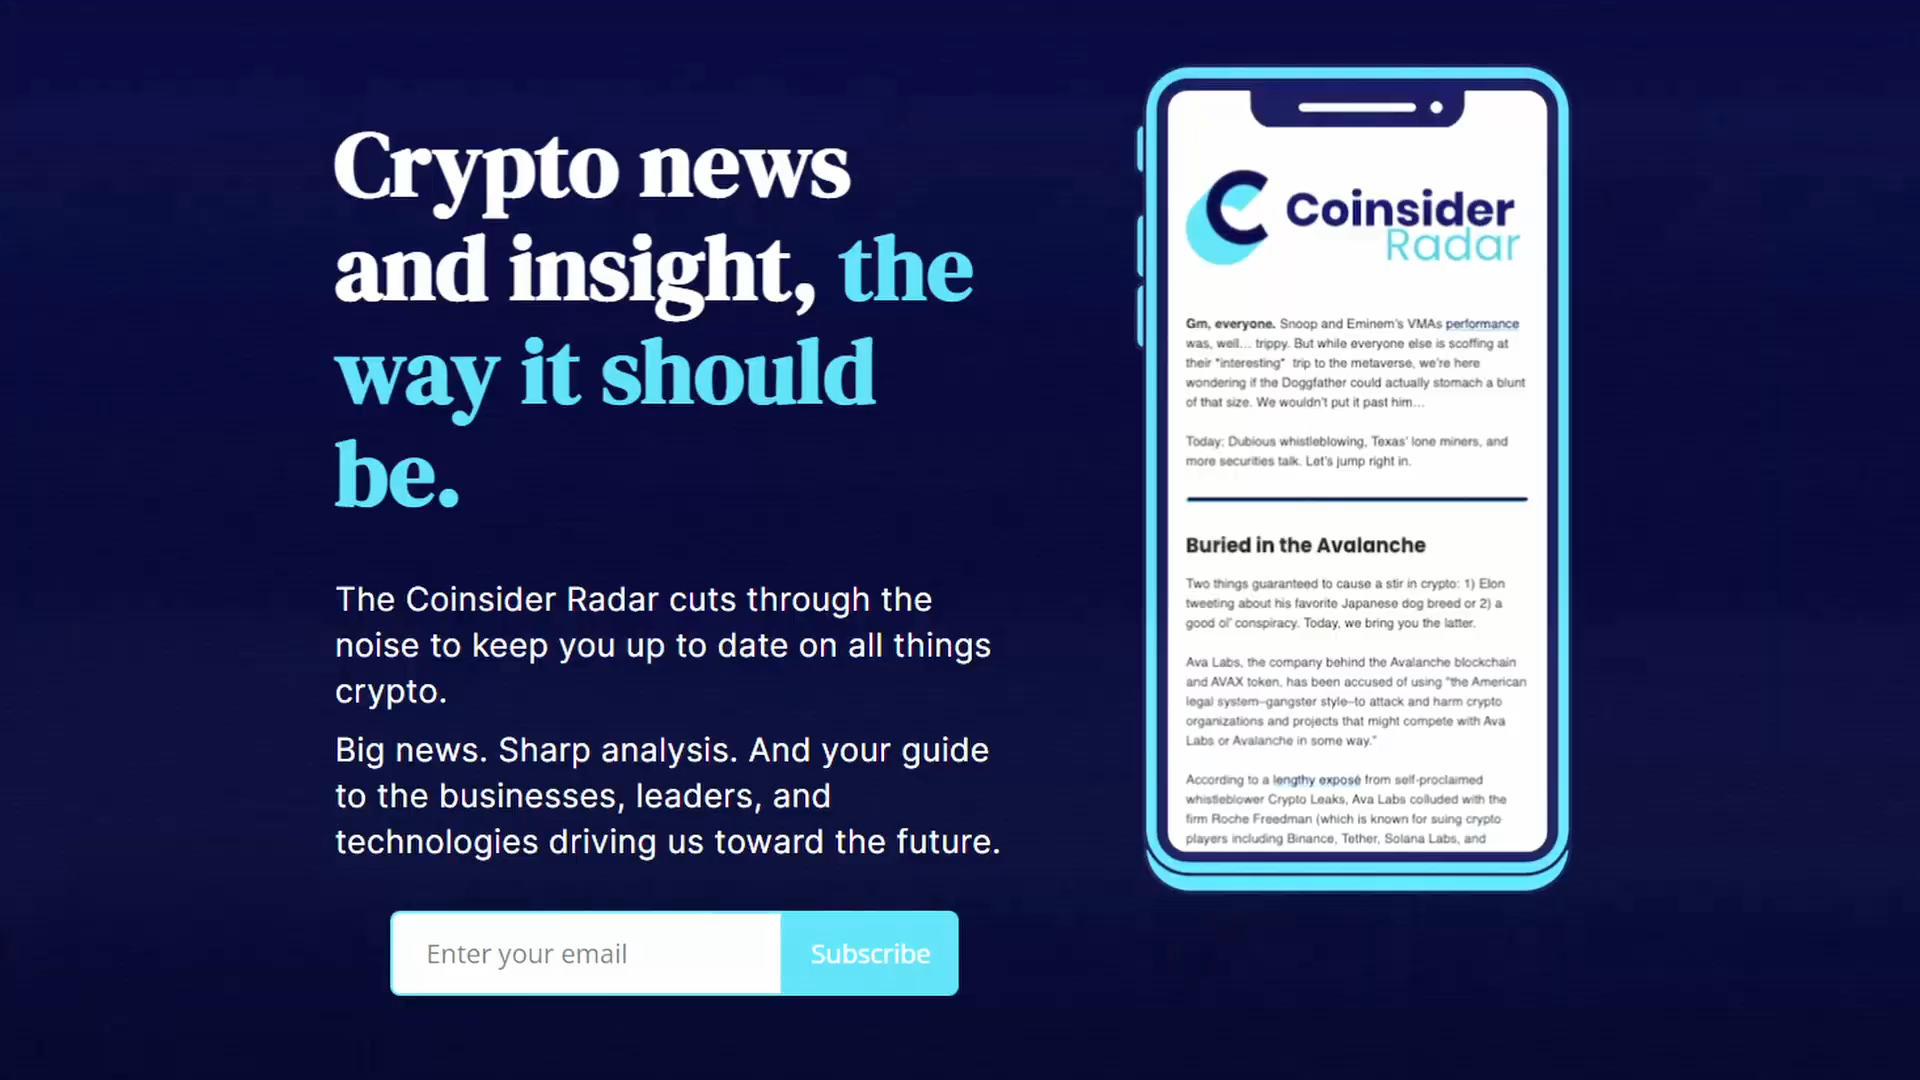 Crypto news
and insight, the
way it should
be.
The Coinsider Radar cuts through the
noise to keep you up to date on all things
crypto.
Big news. Sharp analysis. And your guide
to the businesses, leaders, and
technologies driving us toward the future.
Enter your email
Subscribe
Coinsider
Radar
Gm, everyone. Snoop and Eminem's VMAs performance
was, well... trippy. But while everyone else is scoffing at
their *interesting*  trip to the metaverse, we're here
wondering if the Doggfather could actually stomach a blunt
of that size. We wouldn't put it past him...
Today: Dubious whistleblowing, Texas' lone miners, and
more securities talk. Let's jump right in.
Buried in the Avalanche
Two things guaranteed to cause a stir in crypto: 1) Elon
tweeting about his favorite Japanese dog breed or 2) a
good ol' conspiracy. Today, we bring you the latter.
Ava Labs, the company behind the Avalanche blockchain
and AVAX token, has been accused of using "the American
legal system–gangster style–to attack and harm crypto
organizations and projects that might compete with Ava
Labs or Avalanche in some way."
According to a lengthy exposé from self-proclaimed
whistleblower Crypto Leaks, Ava Labs colluded with the
firm Roche Freedman (which is known for suing crypto
players including Binance, Tether, Solana Labs, and